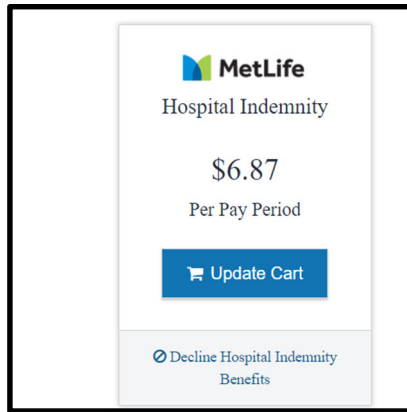 MetLife
Hospital Indemnity
$6.87
Per Pay Period
Update Cart
Decline Hospital Indemnity
Benefits